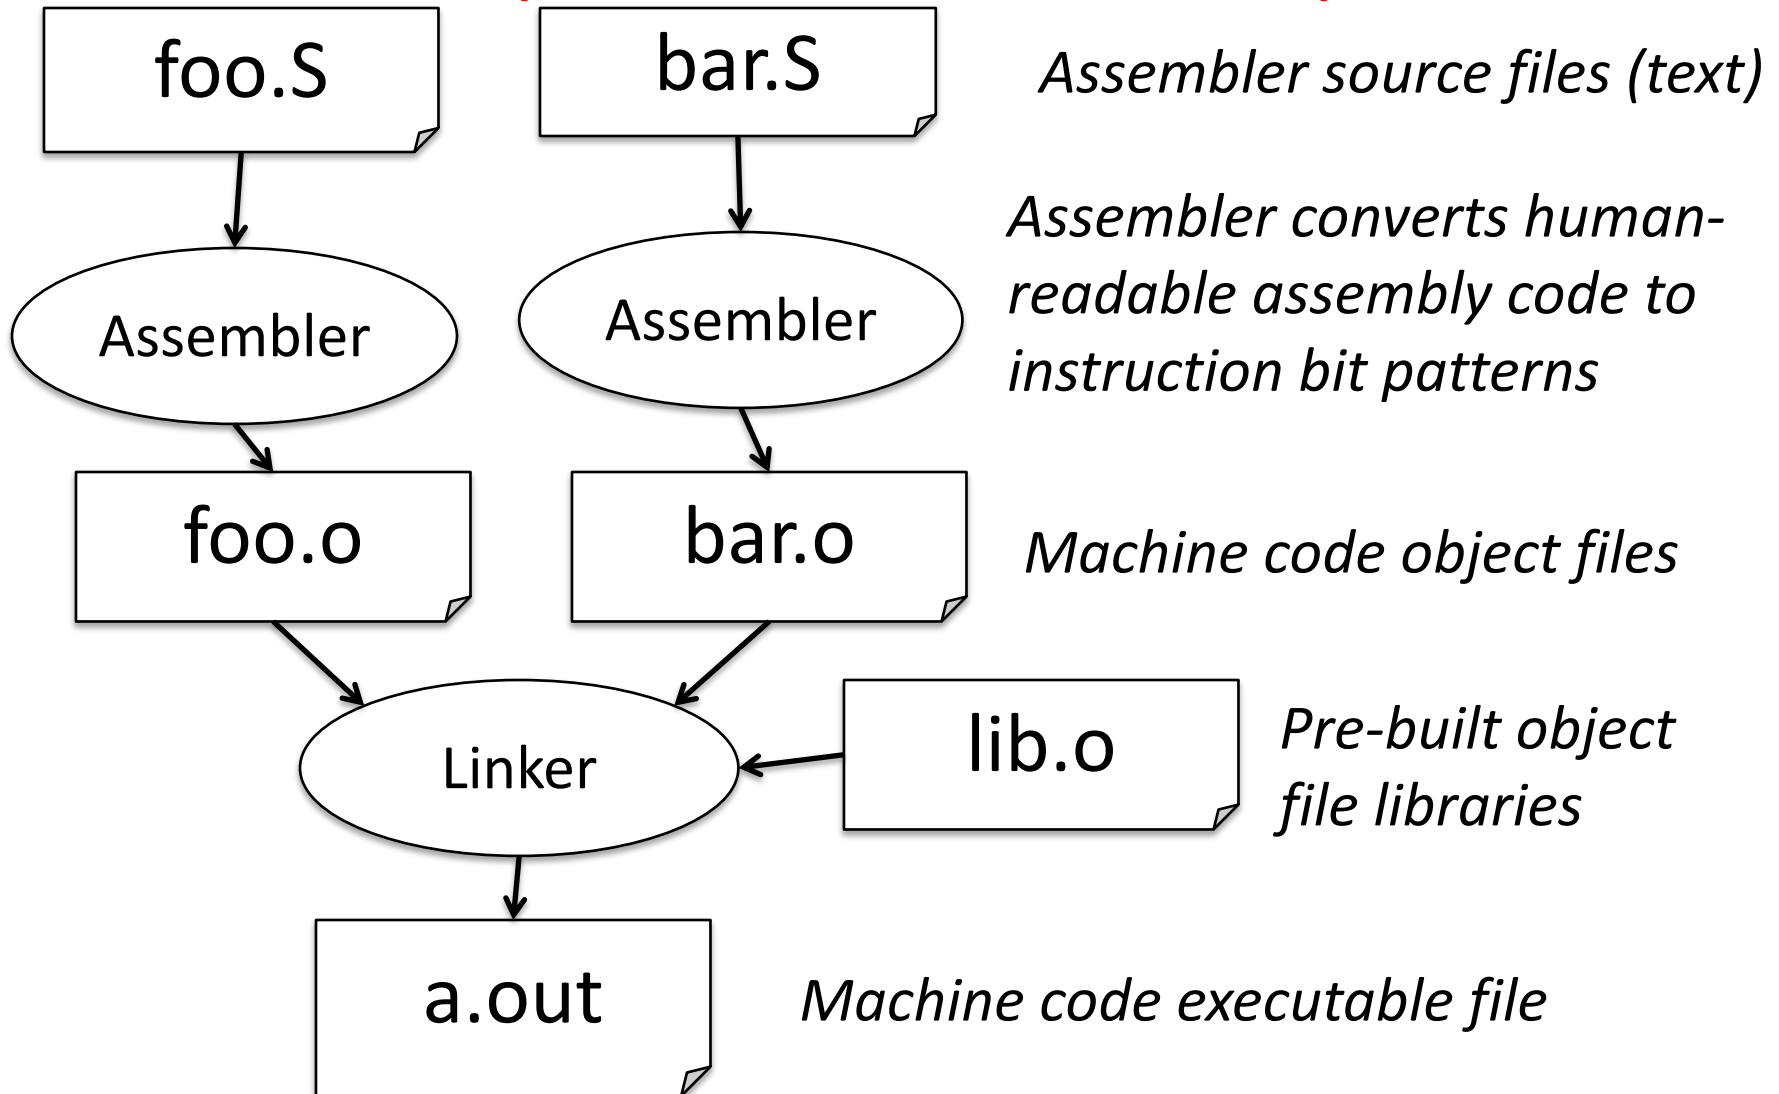 foo.S
bar.S
Assembler source files (text)
Assembler
Assembler
Assembler converts human-
readable assembly code to
instruction bit patterns
foo.o
bar.o
Machine code object files
Linker
lib.o
Pre-built object
file libraries
a.out
Machine code executable file